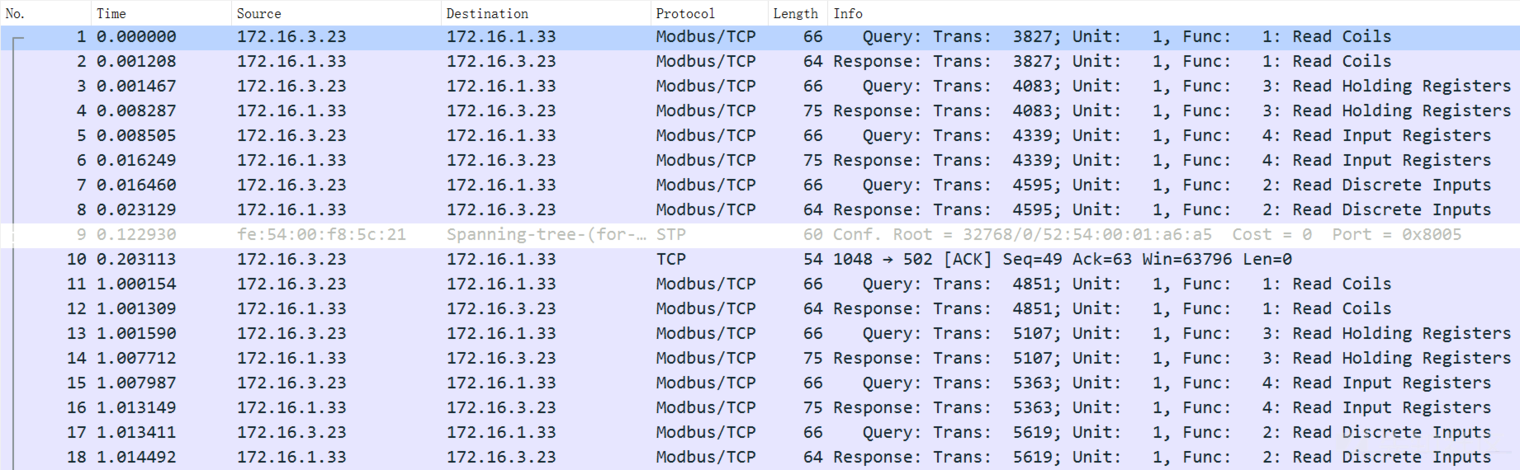 No. Time Source Destination Protocol Length Info
1 0.000000 172.16.3.23 172.16.1.33 Modbus/TCP 66 Query: Trans: 3827; Unit: 1, Func: 1: Read Coils
2 0.001208 172.16.1.33 172.16.3.23 Modbus/TCP 64 Response: Trans: 3827; Unit: 1, Func: 1: Read Coils
3 0.001467 172.16.3.23 172.16.1.33 Modbus/TCP 66 Query: Trans: 4083; Unit: 1, Func: 3: Read Holding Registers
4 0.008287 172.16.1.33 172.16.3.23 Modbus/TCP 75 Response: Trans: 4083; Unit: 1, Func: 3: Read Holding Registers
5 0.008505 172.16.3.23 172.16.1.33 Modbus/TCP 66 Query: Trans: 4339; Unit: 1, Func: 4: Read Input Registers
6 0.016249 172.16.1.33 172.16.3.23 Modbus/TCP 75 Response: Trans: 4339; Unit: 1, Func: 4: Read Input Registers
7 0.016460 172.16.3.23 172.16.1.33 Modbus/TCP 66 Query: Trans: 4595; Unit: 1, Func: 2: Read Discrete Inputs
8 0.023129 172.16.1.33 172.16.3.23 Modbus/TCP 64 Response: Trans: 4595; Unit: 1, Func: 2: Read Discrete Inputs
9 0.122930 fe:54:00:f8:5c:21 Spanning-tree-(for-… STP 60 Conf. Root = 32768/0/52:54:00:01:a6:a5 Cost = 0 Port = 0x8005
10 0.203113 172.16.3.23 172.16.1.33 TCP 54 1048 → 502 [ACK] Seq=49 Ack=63 Win=63796 Len=0
11 1.000154 172.16.3.23 172.16.1.33 Modbus/TCP 66 Query: Trans: 4851; Unit: 1, Func: 1: Read Coils
12 1.001309 172.16.1.33 172.16.3.23 Modbus/TCP 64 Response: Trans: 4851; Unit: 1, Func: 1: Read Coils
13 1.001590 172.16.3.23 172.16.1.33 Modbus/TCP 66 Query: Trans: 5107; Unit: 1, Func: 3: Read Holding Registers
14 1.007712 172.16.1.33 172.16.3.23 Modbus/TCP 75 Response: Trans: 5107; Unit: 1, Func: 3: Read Holding Registers
15 1.007987 172.16.3.23 172.16.1.33 Modbus/TCP 66 Query: Trans: 5363; Unit: 1, Func: 4: Read Input Registers
16 1.013149 172.16.1.33 172.16.3.23 Modbus/TCP 75 Response: Trans: 5363; Unit: 1, Func: 4: Read Input Registers
17 1.013411 172.16.3.23 172.16.1.33 Modbus/TCP 66 Query: Trans: 5619; Unit: 1, Func: 2: Read Discrete Inputs
18 1.014492 172.16.1.33 172.16.3.23 Modbus/TCP 64 Response: Trans: 5619; Unit: 1, Func: 2: Read Discrete Inputs